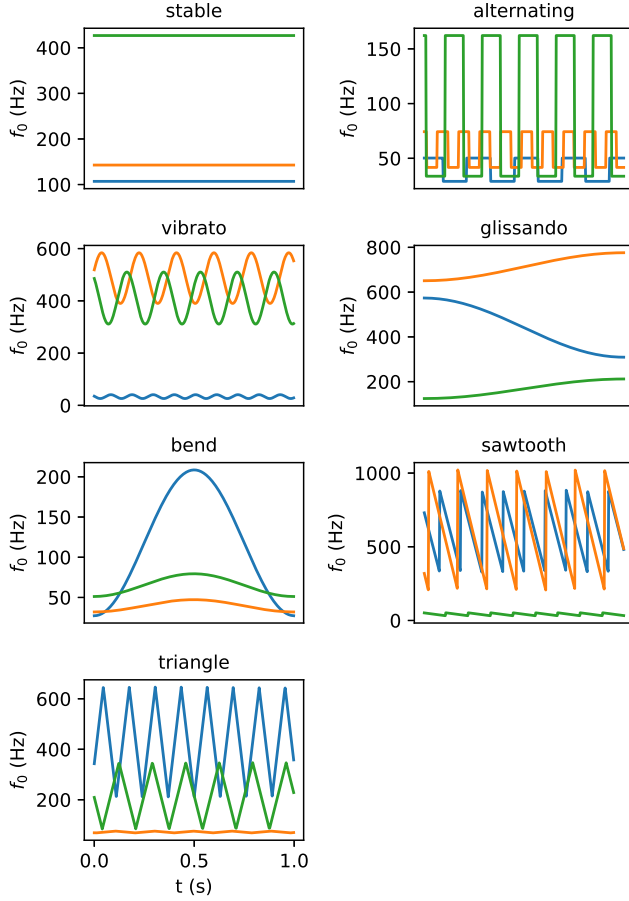 stable
400
300
200
100
f₀ (Hz)
alternating
150
100
50
f₀ (Hz)
vibrato
600
400
200
0
f₀ (Hz)
glissando
800
600
400
200
f₀ (Hz)
bend
200
150
100
50
f₀ (Hz)
sawtooth
1000
500
0
f₀ (Hz)
triangle
600
400
200
f₀ (Hz)
0.0 0.5 1.0
t (s)